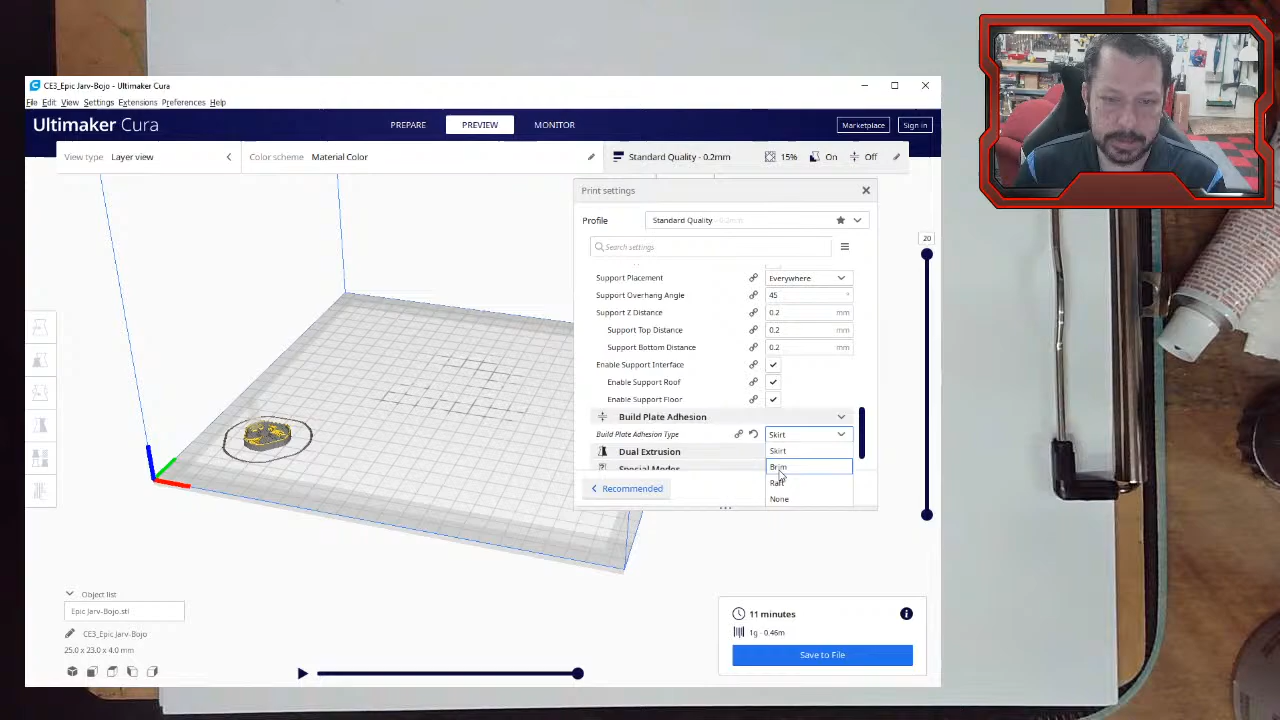 CE3_Epic Jarv-Bojo - Ultimaker Cura
File Edit View Settings Extensions Preferences Help
Ultimaker Cura
PREPARE
PREVIEW
MONITOR
Marketplace
Sign in
View type Layer view
Color scheme Material Color
Standard Quality - 0.2mm
15%
On
Off
Print settings
Profile
Standard Quality - 0.2mm
Search settings
Support Placement Everywhere
Support Overhang Angle 45 °
Support Z Distance 0.2 mm
Support Top Distance 0.2 mm
Support Bottom Distance 0.2 mm
Enable Support Interface
Enable Support Roof
Enable Support Floor
Build Plate Adhesion
Build Plate Adhesion Type Skirt
Skirt
Dual Extrusion
Brim
Special Modes
Raft
Recommended
None
20
Object list
Epic Jarv-Bojo.stl
CE3_Epic Jarv-Bojo
25.0 x 23.0 x 4.0 mm
11 minutes
1g · 0.46m
Save to File